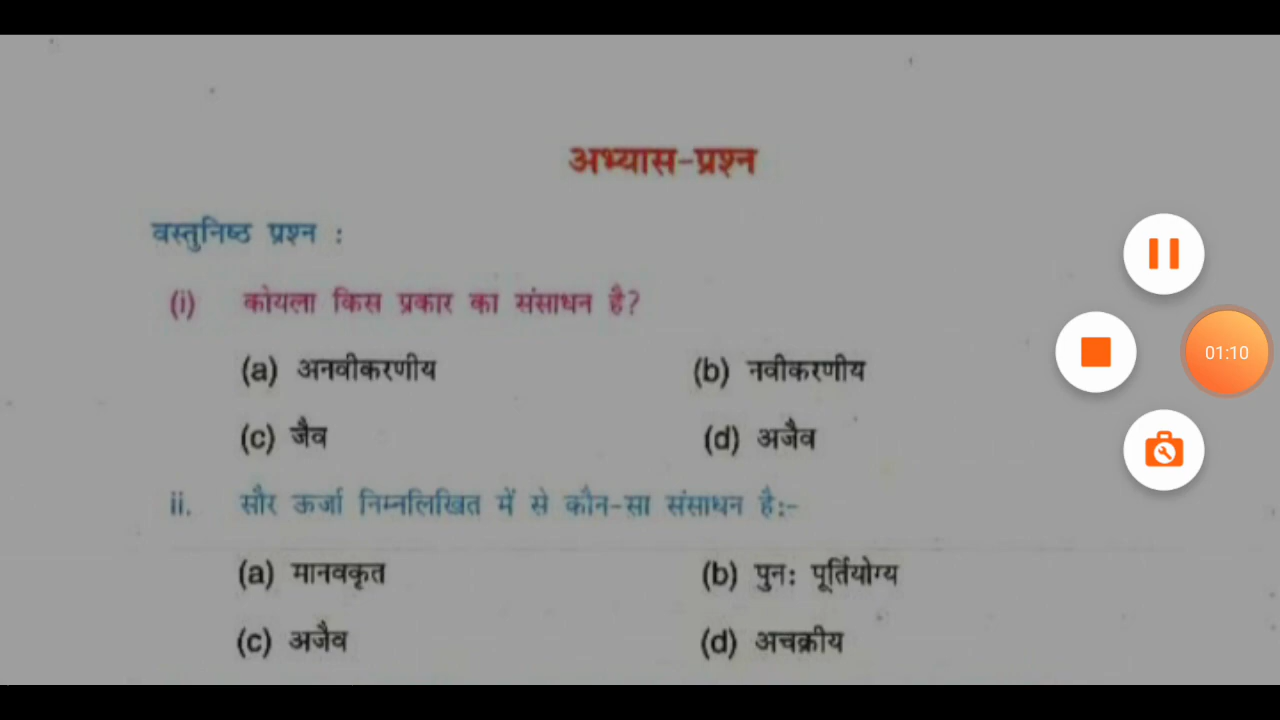 अभ्यास-प्रश्न
वस्तुनिष्ठ प्रश्न :
(i) कोयला किस प्रकार का संसाधन है?
(a) अनवीकरणीय (b) नवीकरणीय
(c) जैव (d) अजैव
01:10
ii. सौर ऊर्जा निम्नलिखित में से कौन-सा संसाधन है:-
(a) मानवकृत (b) पुनः पूर्तियोग्य
(c) अजैव (d) अचक्रीय